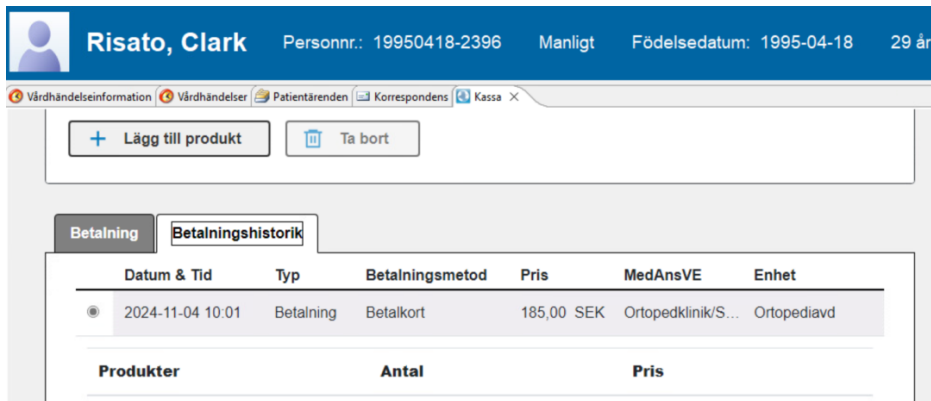 Risato, Clark Personnr.: 19950418-2396 Manligt Födelsedatum: 1995-04-18 29 år
Vårdhändelseinformation Vårdhändelser Patientärenden Korrespondens Kassa
Lägg till produkt Ta bort
Betalning Betalningshistorik
Datum & Tid Typ Betalningsmetod Pris MedAnsVE Enhet
2024-11-04 10:01 Betalning Betalkort 185,00 SEK Ortopedklinik/S... Ortopediavd
Produkter Antal Pris